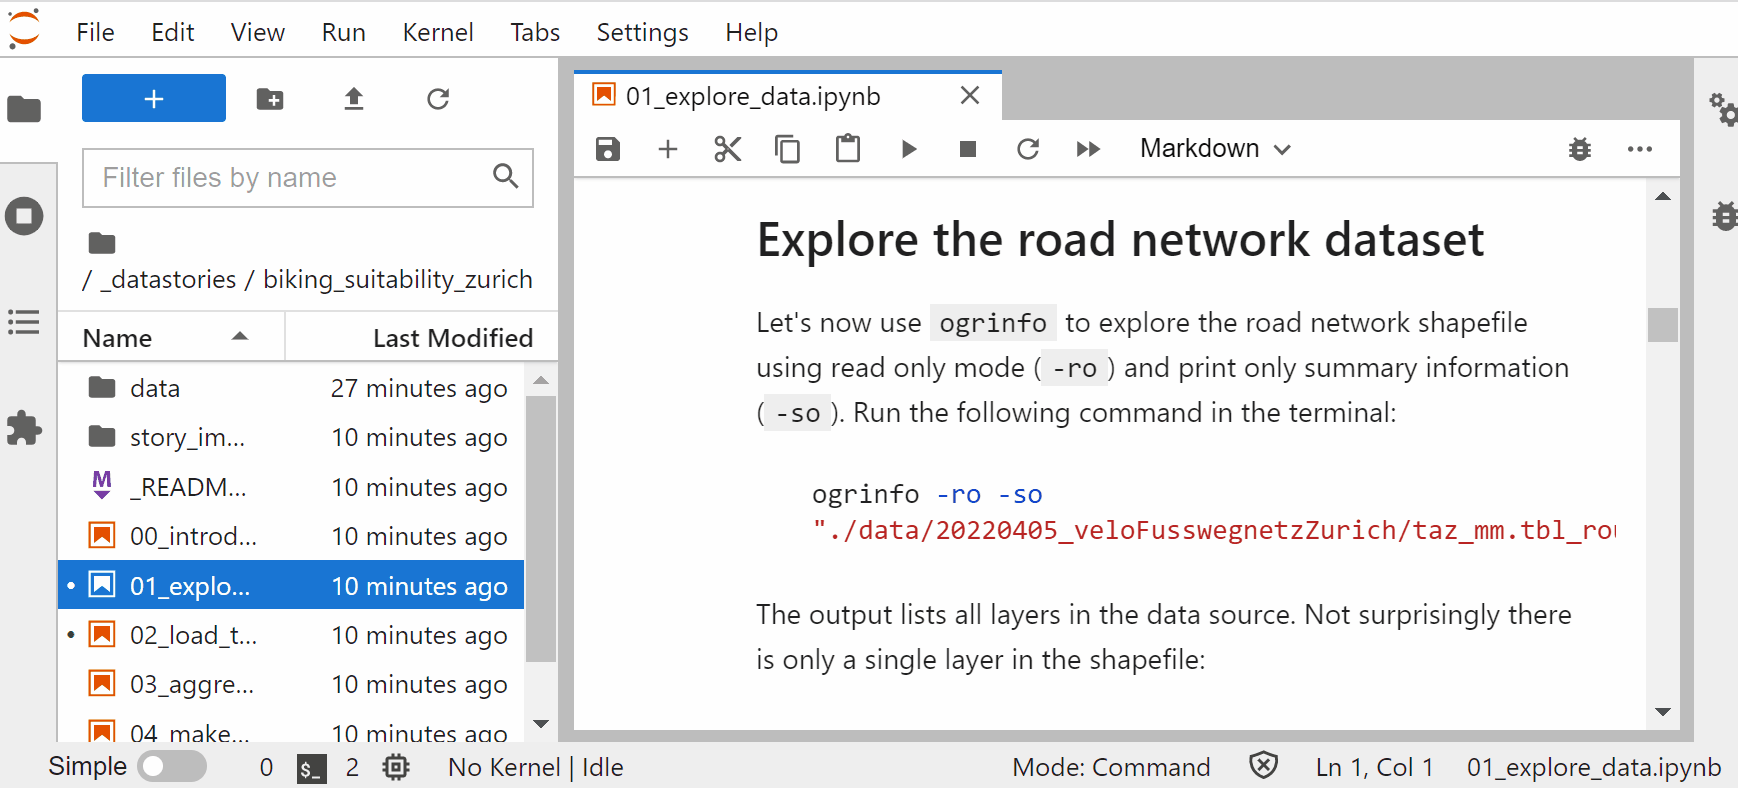 File Edit View Run Kernel Tabs Settings Help
Filter files by name
/ _datastories / biking_suitability_zurich
Name Last Modified
data 27 minutes ago
story_im... 10 minutes ago
_READM... 10 minutes ago
00_introd... 10 minutes ago
01_explo... 10 minutes ago
02_load_t... 10 minutes ago
03_aggre... 10 minutes ago
04_make... 10 minutes ago
01_explore_data.ipynb
Markdown
Explore the road network dataset
Let's now use ogrinfo to explore the road network shapefile
using read only mode ( -ro ) and print only summary information
( -so ). Run the following command in the terminal:
ogrinfo -ro -so
"./data/20220405_veloFusswegnetzZurich/taz_mm.tbl_rou
The output lists all layers in the data source. Not surprisingly there
is only a single layer in the shapefile:
Simple 0 $_ 2 No Kernel | Idle Mode: Command Ln 1, Col 1 01_explore_data.ipynb